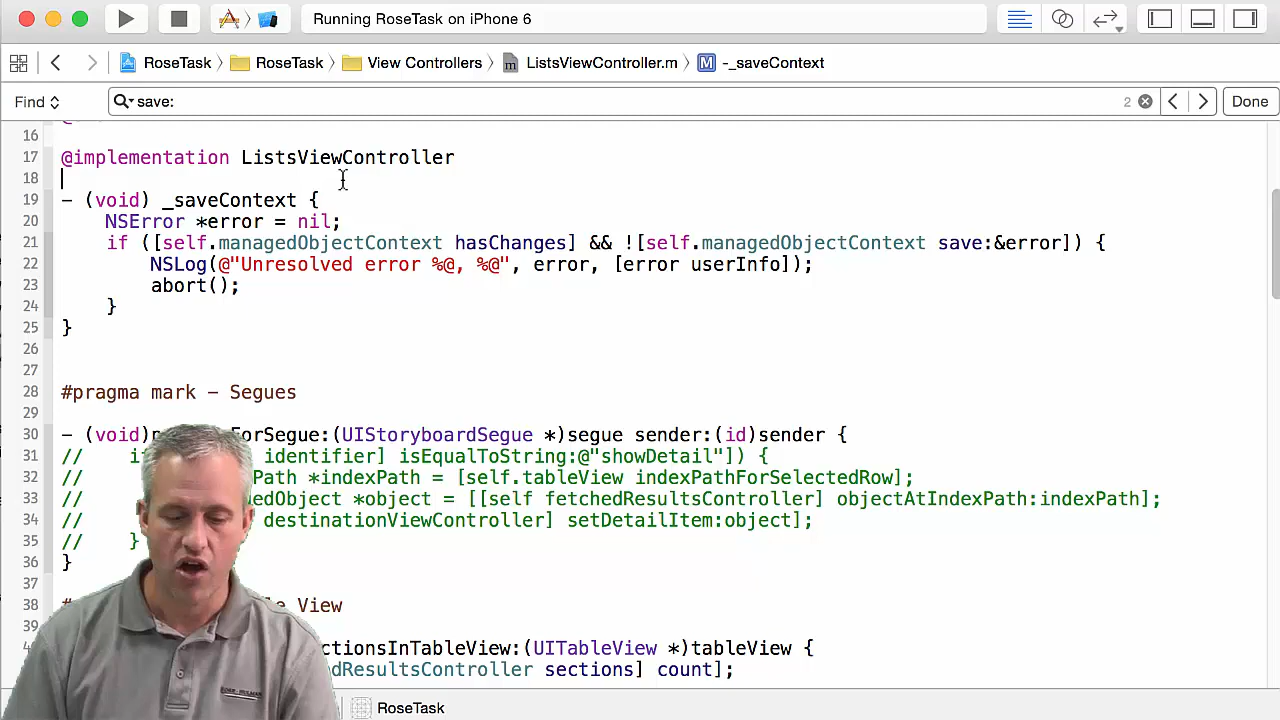 Running RoseTask on iPhone 6
RoseTask RoseTask View Controllers ListsViewController.m M -_saveContext
Find save: 2 Done
16
17 @implementation ListsViewController
18
19 - (void) _saveContext {
20 NSError *error = nil;
21 if ([self.managedObjectContext hasChanges] && ![self.managedObjectContext save:&error]) {
22 NSLog(@"Unresolved error %@, %@", error, [error userInfo]);
23 abort();
24 }
25 }
26
27
28 #pragma mark - Segues
29
30 - (void) ForSegue:(UIStoryboardSegue *)segue sender:(id)sender {
31 // identifier] isEqualToString:@"showDetail"]) {
32 // Path *indexPath = [self.tableView indexPathForSelectedRow];
33 // edObject *object = [[self fetchedResultsController] objectAtIndexPath:indexPath];
34 // destinationViewController] setDetailItem:object];
35 // }
36 }
37
38 # View
39
ctionsInTableView:(UITableView *)tableView {
edResultsController sections] count];
RoseTask